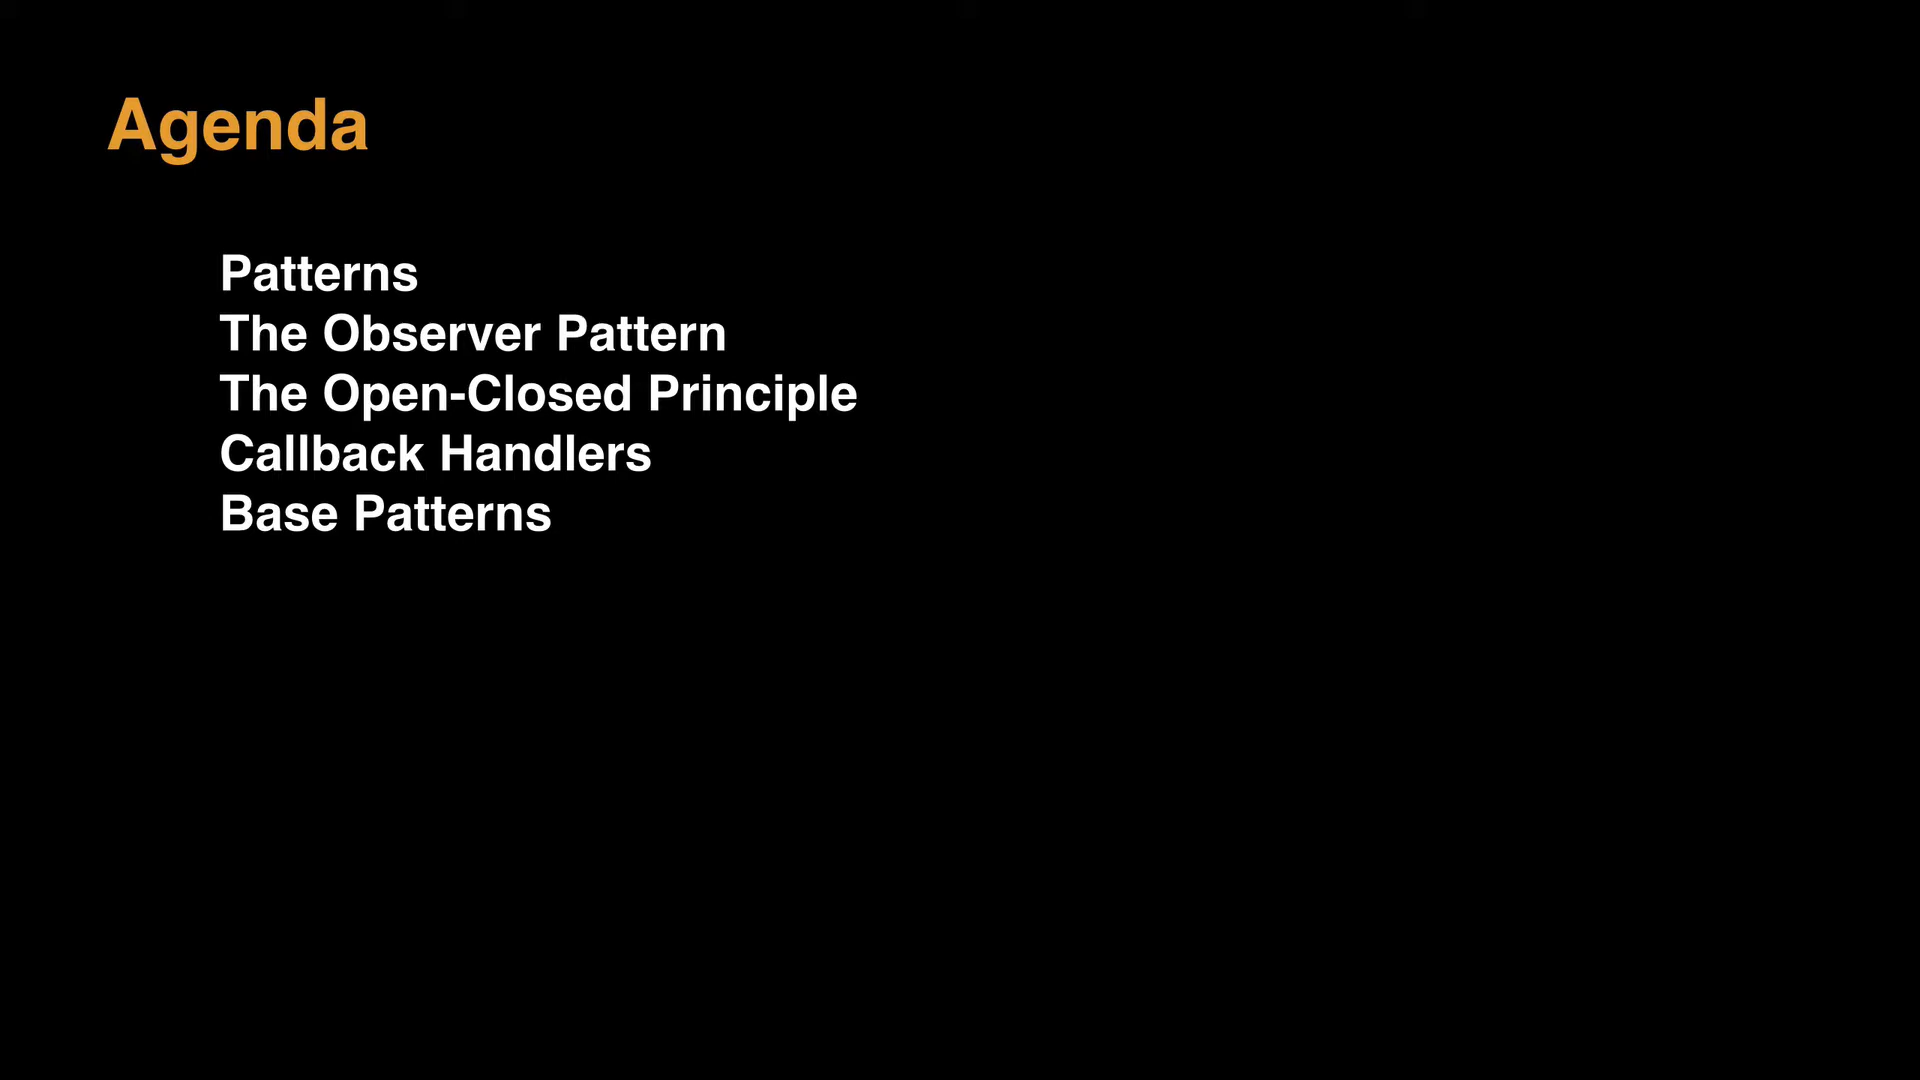 Agenda
Patterns
The Observer Pattern
The Open-Closed Principle
Callback Handlers
Base Patterns